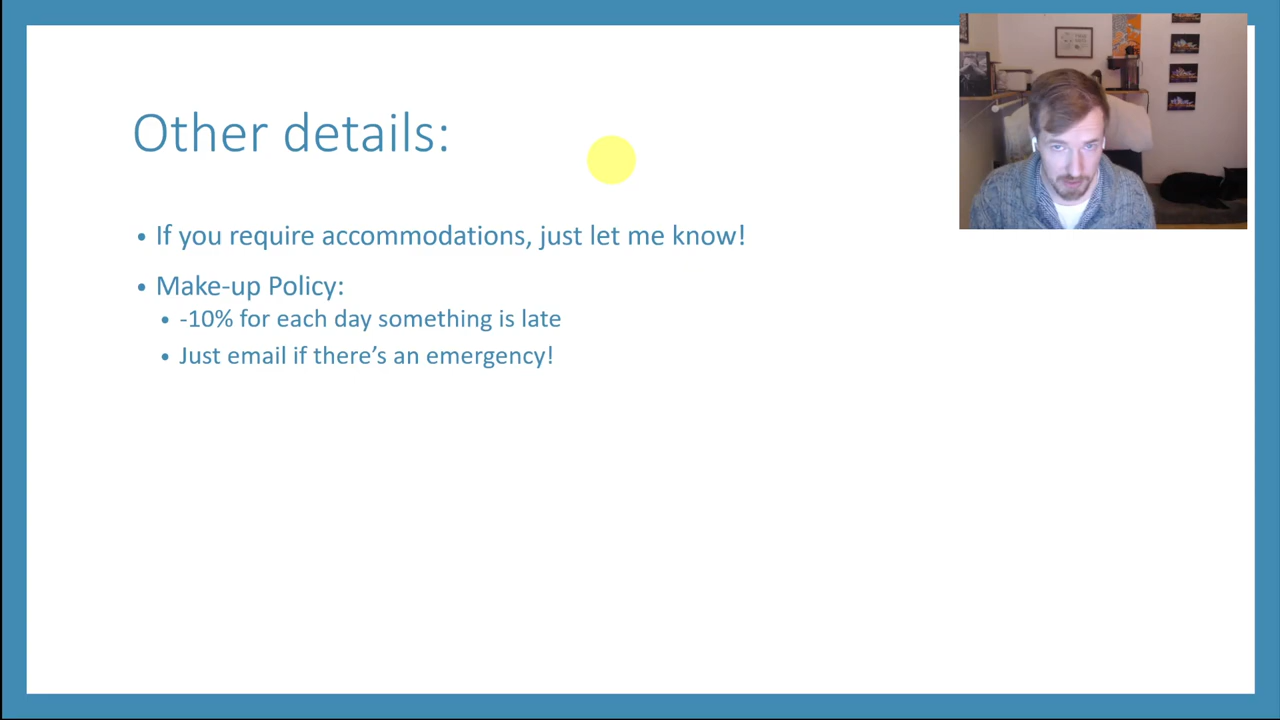 Other details:
• If you require accommodations, just let me know!
• Make-up Policy:
• -10% for each day something is late
• Just email if there’s an emergency!